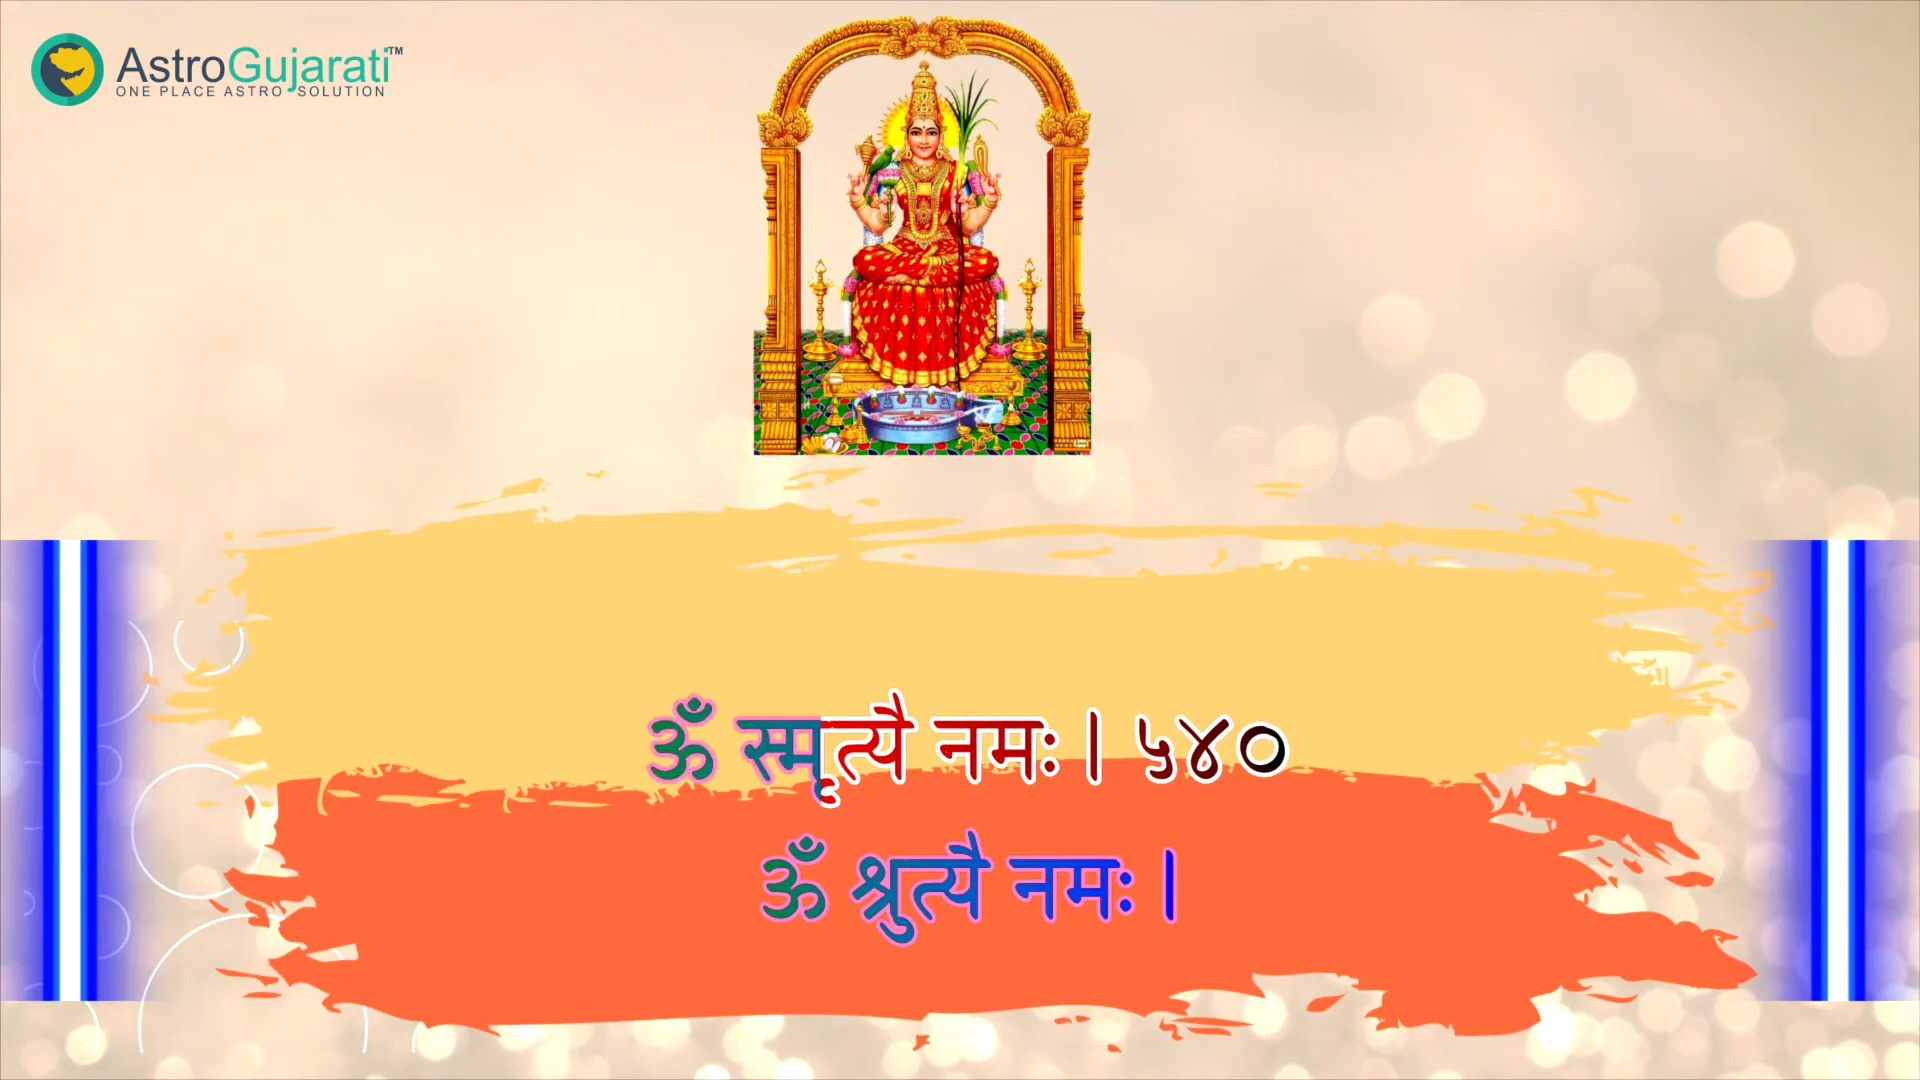 AstroGujarati™
ONE PLACE ASTRO SOLUTION
ॐ स्मृत्यै नमः । ५४०
ॐ श्रुत्यै नमः ।